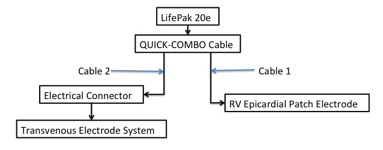 LifePak 20e
QUICK-COMBO Cable
Cable 2
Cable 1
Electrical Connector
RV Epicardial Patch Electrode
Transvenous Electrode System